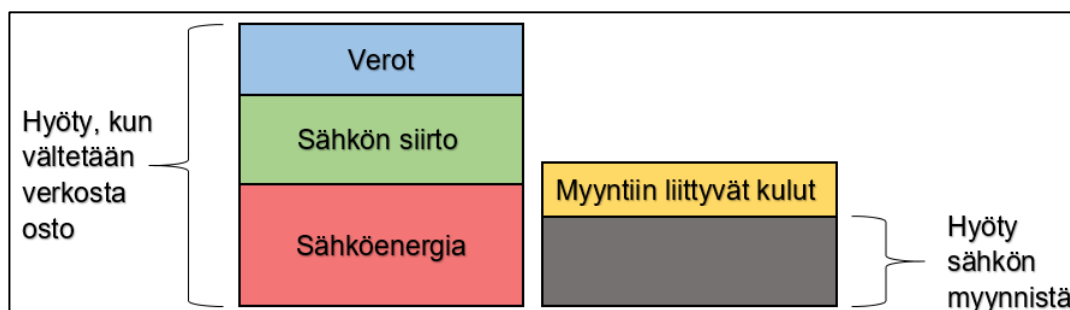 Hyöty, kun
vältetään
verkosta
osto
Verot
Sähkön siirto
Sähköenergia
Myyntiin liittyvät kulut
Hyöty
sähkön
myynnistä